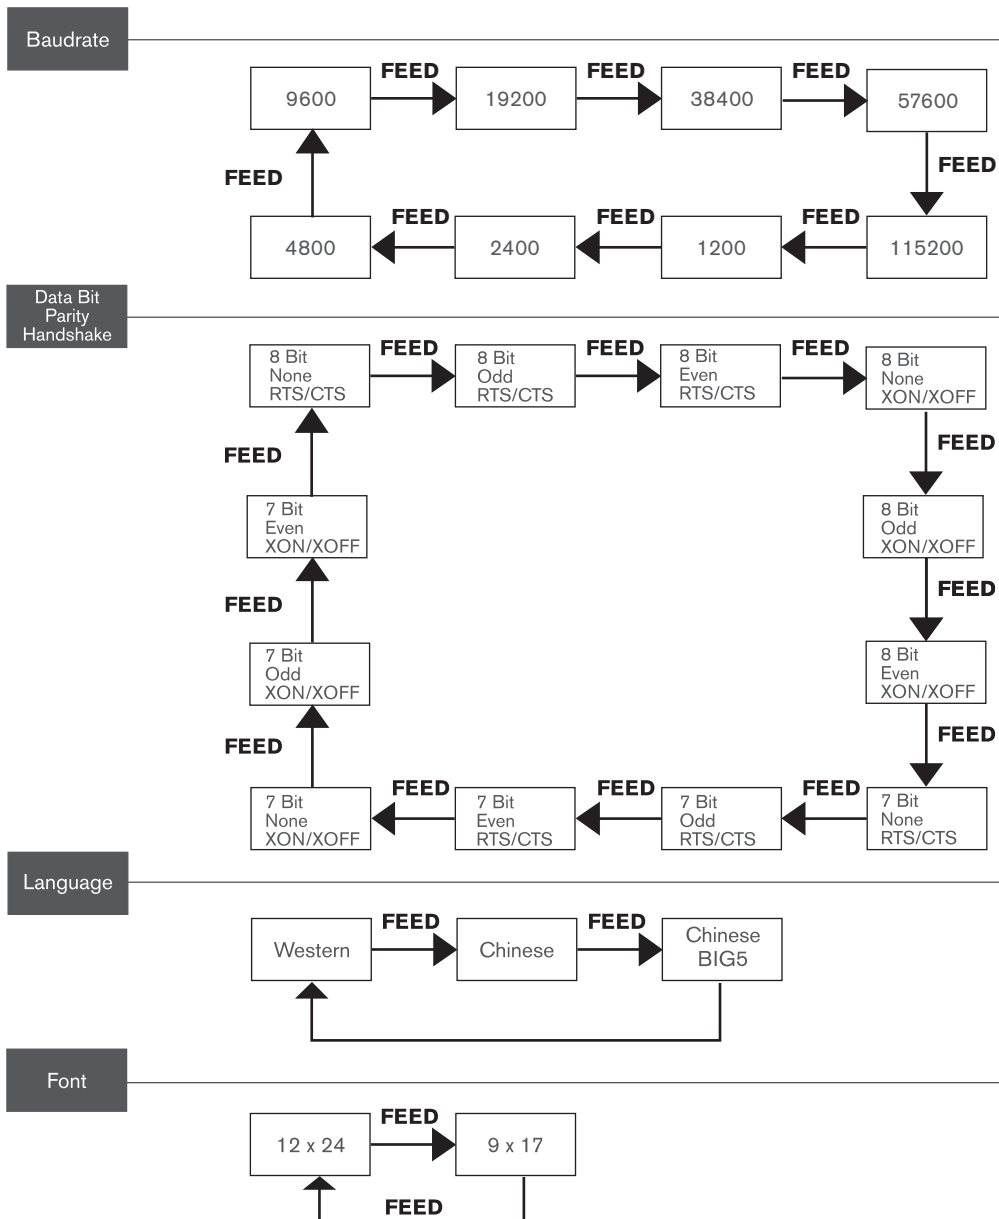 Baudrate
FEED FEED FEED
9600 19200 38400 57600
FEED FEED
FEED FEED FEED
4800 2400 1200 115200
Data Bit
Parity
Handshake
FEED FEED FEED
8 Bit
None
RTS/CTS
8 Bit
Odd
RTS/CTS
8 Bit
Even
RTS/CTS
8 Bit
None
XON/XOFF
FEED FEED
7 Bit
Even
XON/XOFF
8 Bit
Odd
XON/XOFF
FEED FEED
7 Bit
Odd
XON/XOFF
8 Bit
Even
XON/XOFF
FEED FEED
FEED FEED FEED
7 Bit
None
XON/XOFF
7 Bit
Even
RTS/CTS
7 Bit
Odd
RTS/CTS
7 Bit
None
RTS/CTS
Language
FEED FEED
Western Chinese
Chinese
BIG5
Font
FEED
12 x 24 9 x 17
FEED